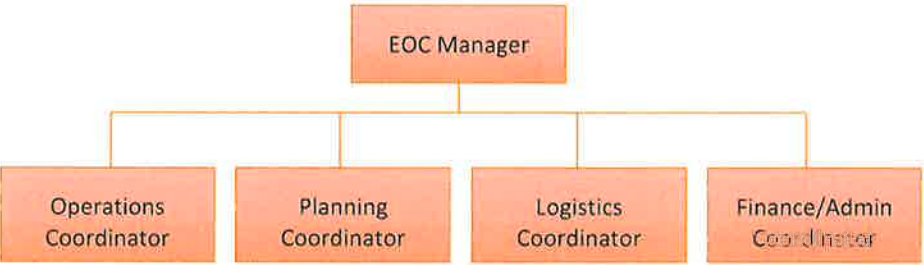 EOC Manager
Operations
Coordinator
Planning
Coordinator
Logistics
Coordinator
Finance/Admin
Coordinator